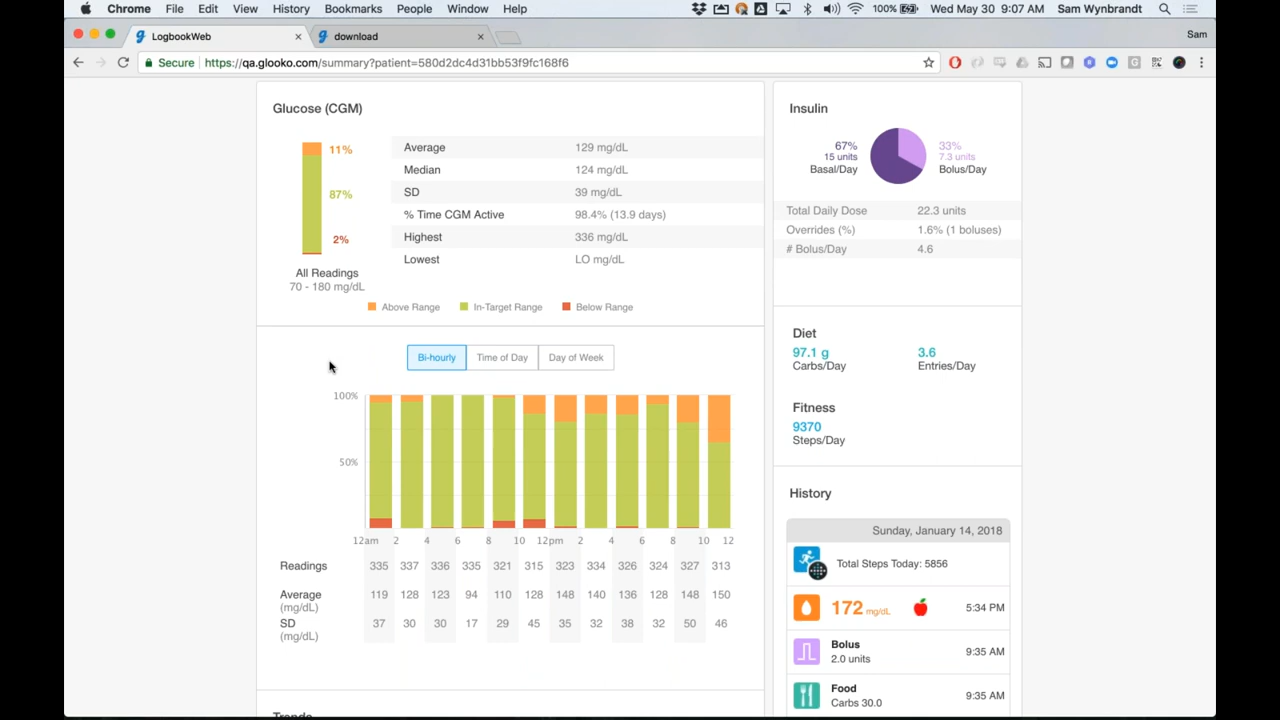 Chrome File Edit View History Bookmarks People Window Help 100% Wed May 30 9:07 AM Sam Wynbrandt
LogbookWeb × download × Sam
Secure https://qa.glooko.com/summary?patient=580d2dc4d31bb53f9fc168f6
Glucose (CGM)
11%
87%
2%
All Readings
70 - 180 mg/dL
Average 129 mg/dL
Median 124 mg/dL
SD 39 mg/dL
% Time CGM Active 98.4% (13.9 days)
Highest 336 mg/dL
Lowest LO mg/dL
Above Range In-Target Range Below Range
Bi-hourly Time of Day Day of Week
100%
50%
12am 2 4 6 8 10 12pm 2 4 6 8 10 12
Readings 335 337 336 335 321 315 323 334 326 324 327 313
Average 119 128 123 94 110 128 148 140 136 128 148 150
(mg/dL)
SD 37 30 30 17 29 45 35 32 38 32 50 46
(mg/dL)
Trends
Insulin
67%
15 units
Basal/Day
33%
7.3 units
Bolus/Day
Total Daily Dose 22.3 units
Overrides (%) 1.6% (1 boluses)
# Bolus/Day 4.6
Diet
97.1 g 3.6
Carbs/Day Entries/Day
Fitness
9370
Steps/Day
History
Sunday, January 14, 2018
Total Steps Today: 5856
172 mg/dL 5:34 PM
Bolus
2.0 units 9:35 AM
Food
Carbs 30.0 9:35 AM